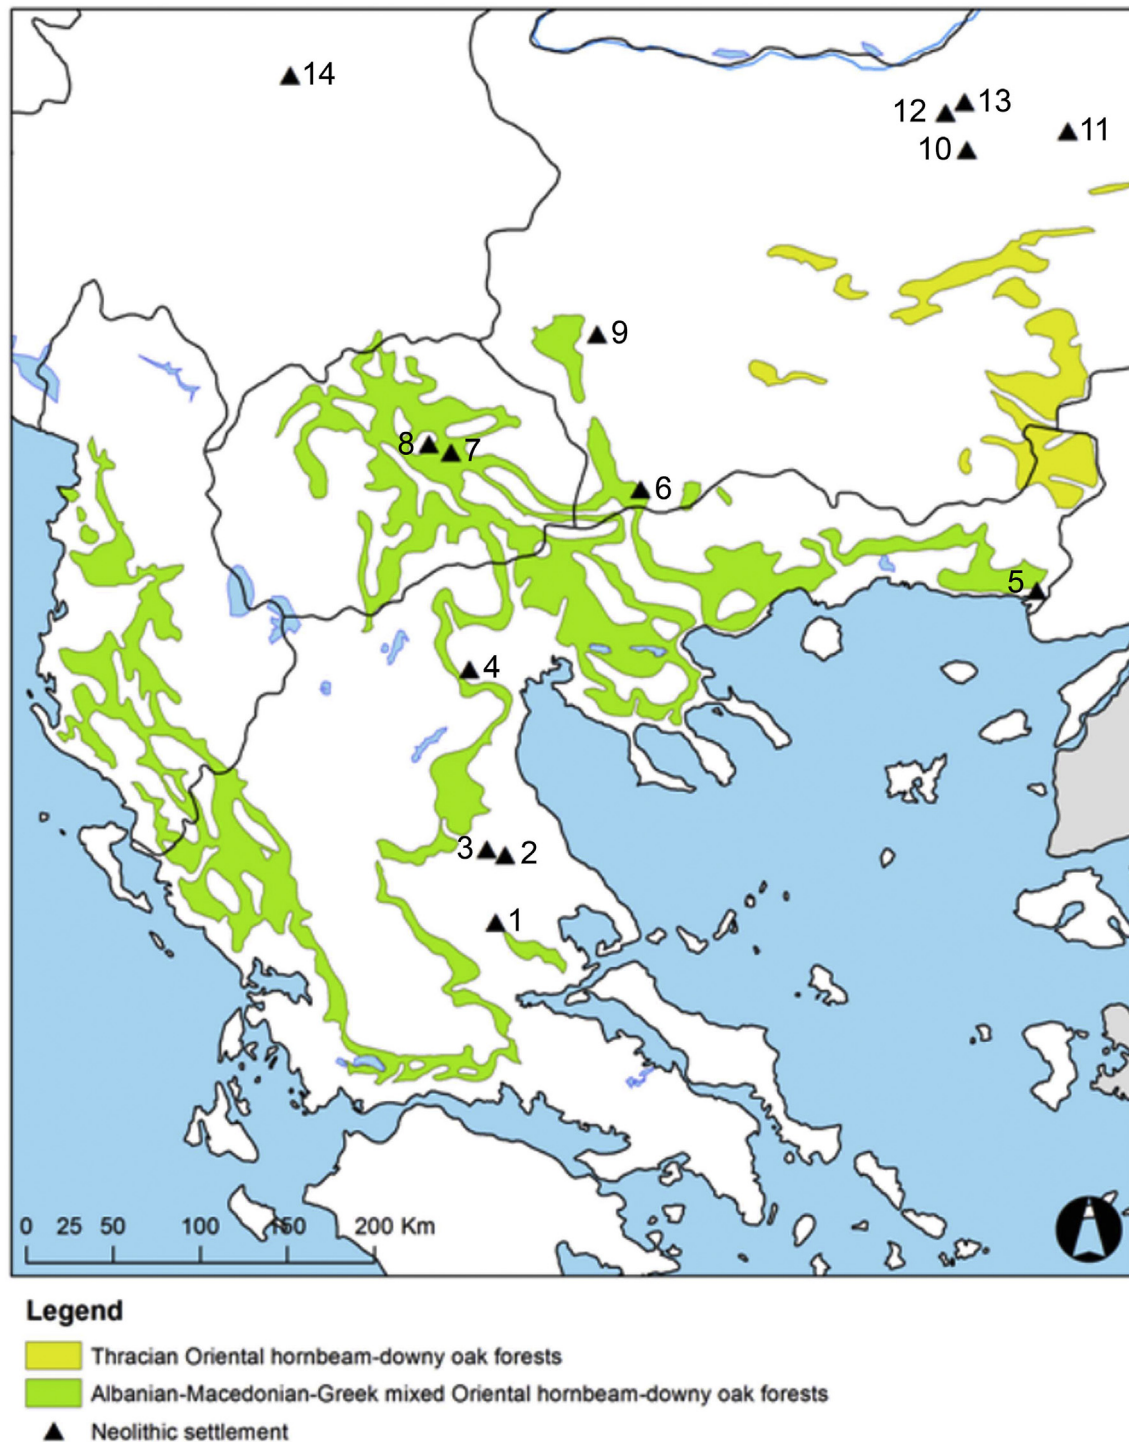 14
12
13
11
10
9
8
7
6
5
4
3
2
1
0 25 50 100 150 200 Km
Legend
Thracian Oriental hornbeam-downy oak forests
Albanian-Macedonian-Greek mixed Oriental hornbeam-downy oak forests
Neolithic settlement